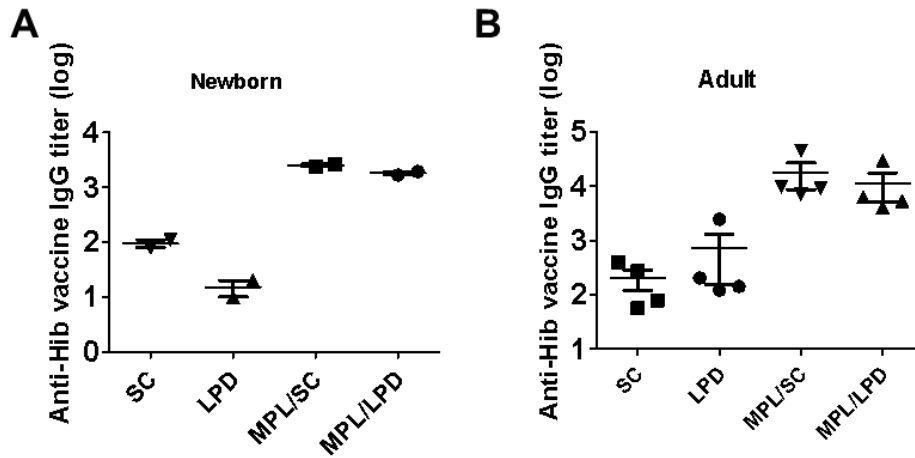 A
Newborn
Anti-Hib vaccine IgG titer (log)
4
3
2
1
0
SC
LPD
MPL/SC
MPL/LPD
B
Adult
Anti-Hib vaccine IgG titer (log)
5
4
3
2
1
SC
LPD
MPL/SC
MPL/LPD